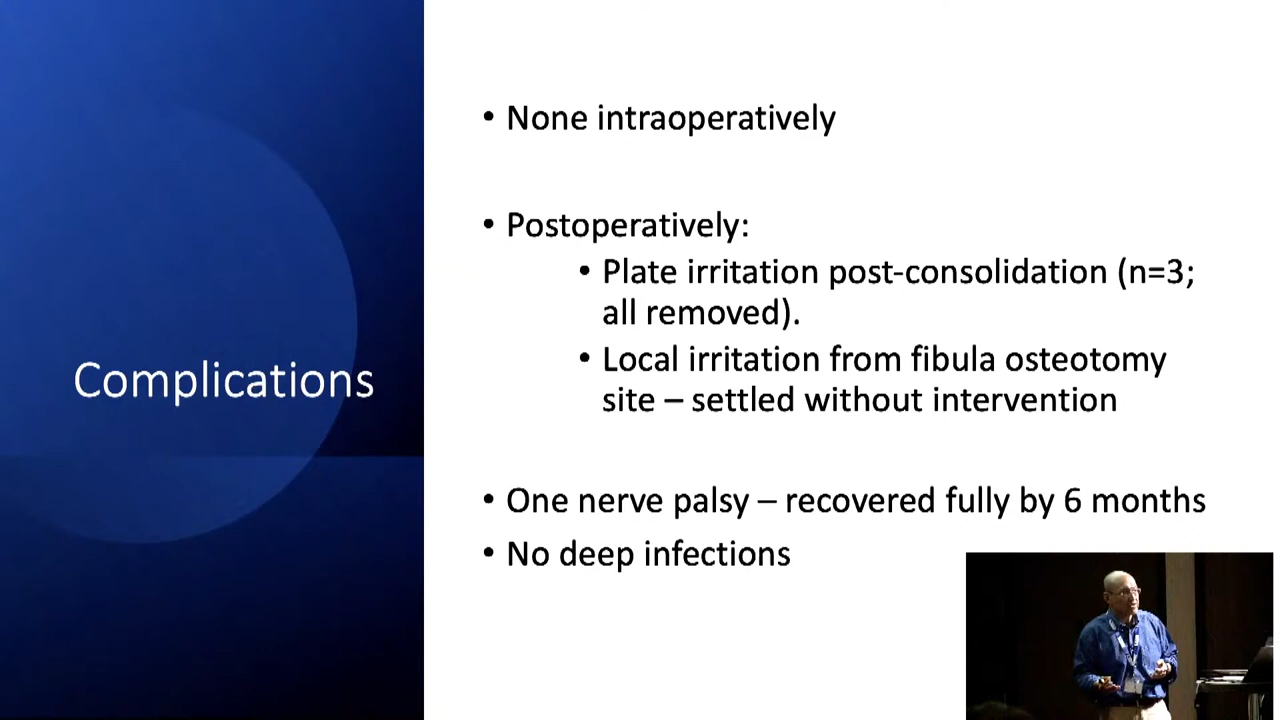 Complications
• None intraoperatively
• Postoperatively:
• Plate irritation post-consolidation (n=3;
all removed).
• Local irritation from fibula osteotomy
site – settled without intervention
• One nerve palsy – recovered fully by 6 months
• No deep infections